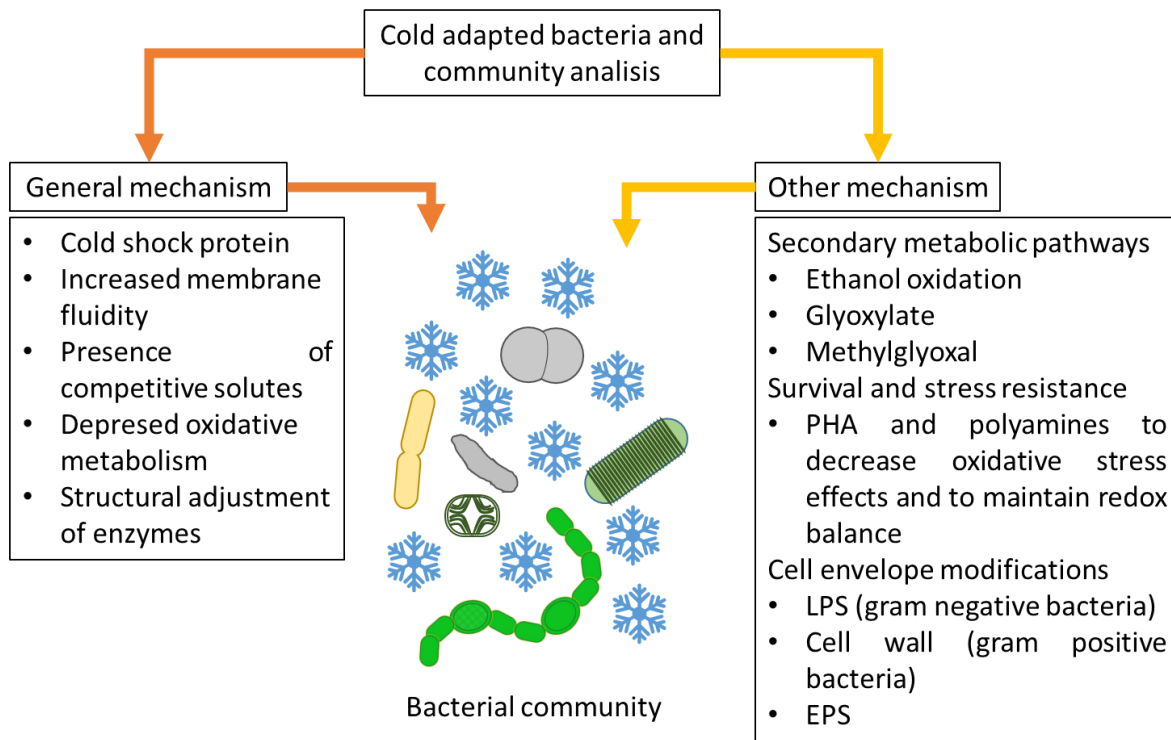 Cold adapted bacteria and
community analisis
General mechanism
• Cold shock protein
• Increased membrane
fluidity
• Presence of
competitive solutes
• Depresed oxidative
metabolism
• Structural adjustment
of enzymes
Other mechanism
Secondary metabolic pathways
• Ethanol oxidation
• Glyoxylate
• Methylglyoxal
Survival and stress resistance
• PHA and polyamines to
decrease oxidative stress
effects and to maintain redox
balance
Cell envelope modifications
• LPS (gram negative bacteria)
• Cell wall (gram positive
bacteria)
• EPS
Bacterial community